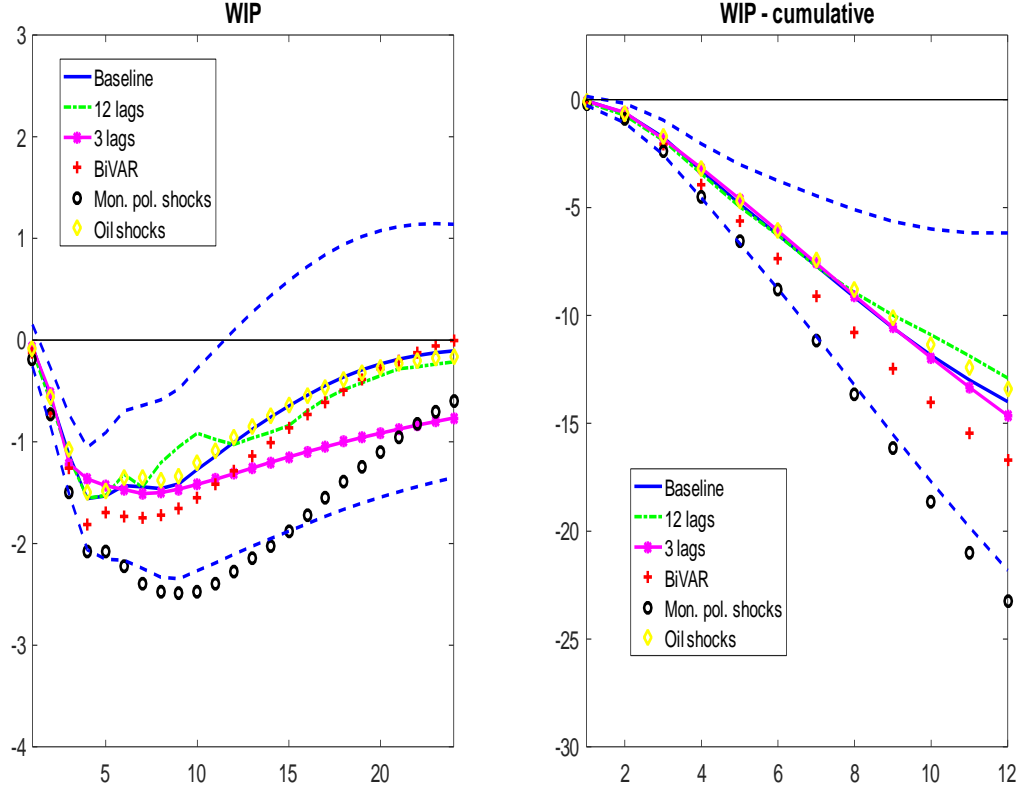 WIP
3
2
1
0
-1
-2
-3
-4
5
10
15
20
Baseline
12 lags
3 lags
BiVAR
Mon. pol. shocks
Oil shocks
WIP - cumulative
0
-5
-10
-15
-20
-25
-30
2
4
6
8
10
12
Baseline
12 lags
3 lags
BiVAR
Mon. pol. shocks
Oil shocks